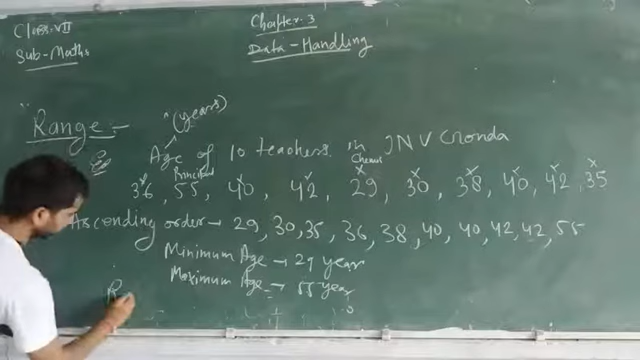 Class-VII
Chapter-3
Sub-Maths
Data-Handling
(years)
Range:-
Age of 10 teachers in JNV Gonda
Principal
36, 55, 40, 42, 29, 30, 38, 40, 42, 35
Ascending order → 29, 30, 35, 36, 38, 40, 40, 42, 42, 55
Minimum Age → 29 year
Maximum Age → 55 year
R